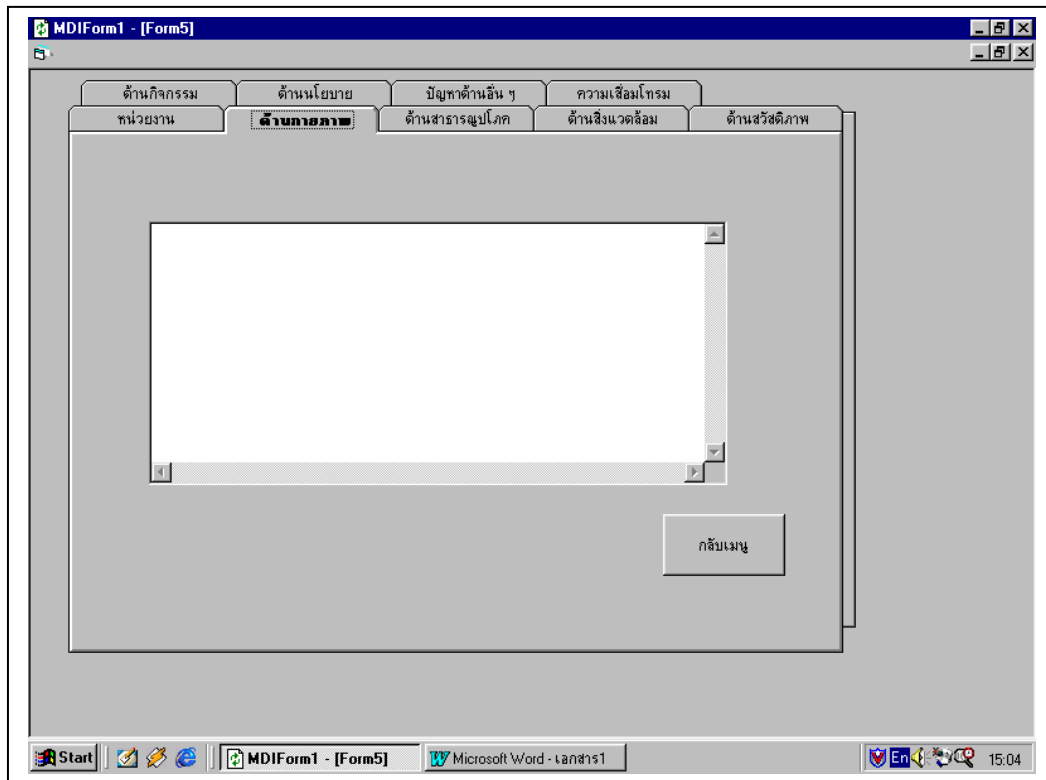 MDIForm1 - [Form5]
ด้านกิจกรรม ด้านนโยบาย ปัญหาด้านอื่น ๆ ความเสื่อมโทรม
หน่วยงาน ด้านกายภาพ ด้านสาธารณูปโภค ด้านสิ่งแวดล้อม ด้านสวัสดิภาพ
กลับเมนู
Start MDIForm1 - [Form5] Microsoft Word - เอกสาร1 En 15:04